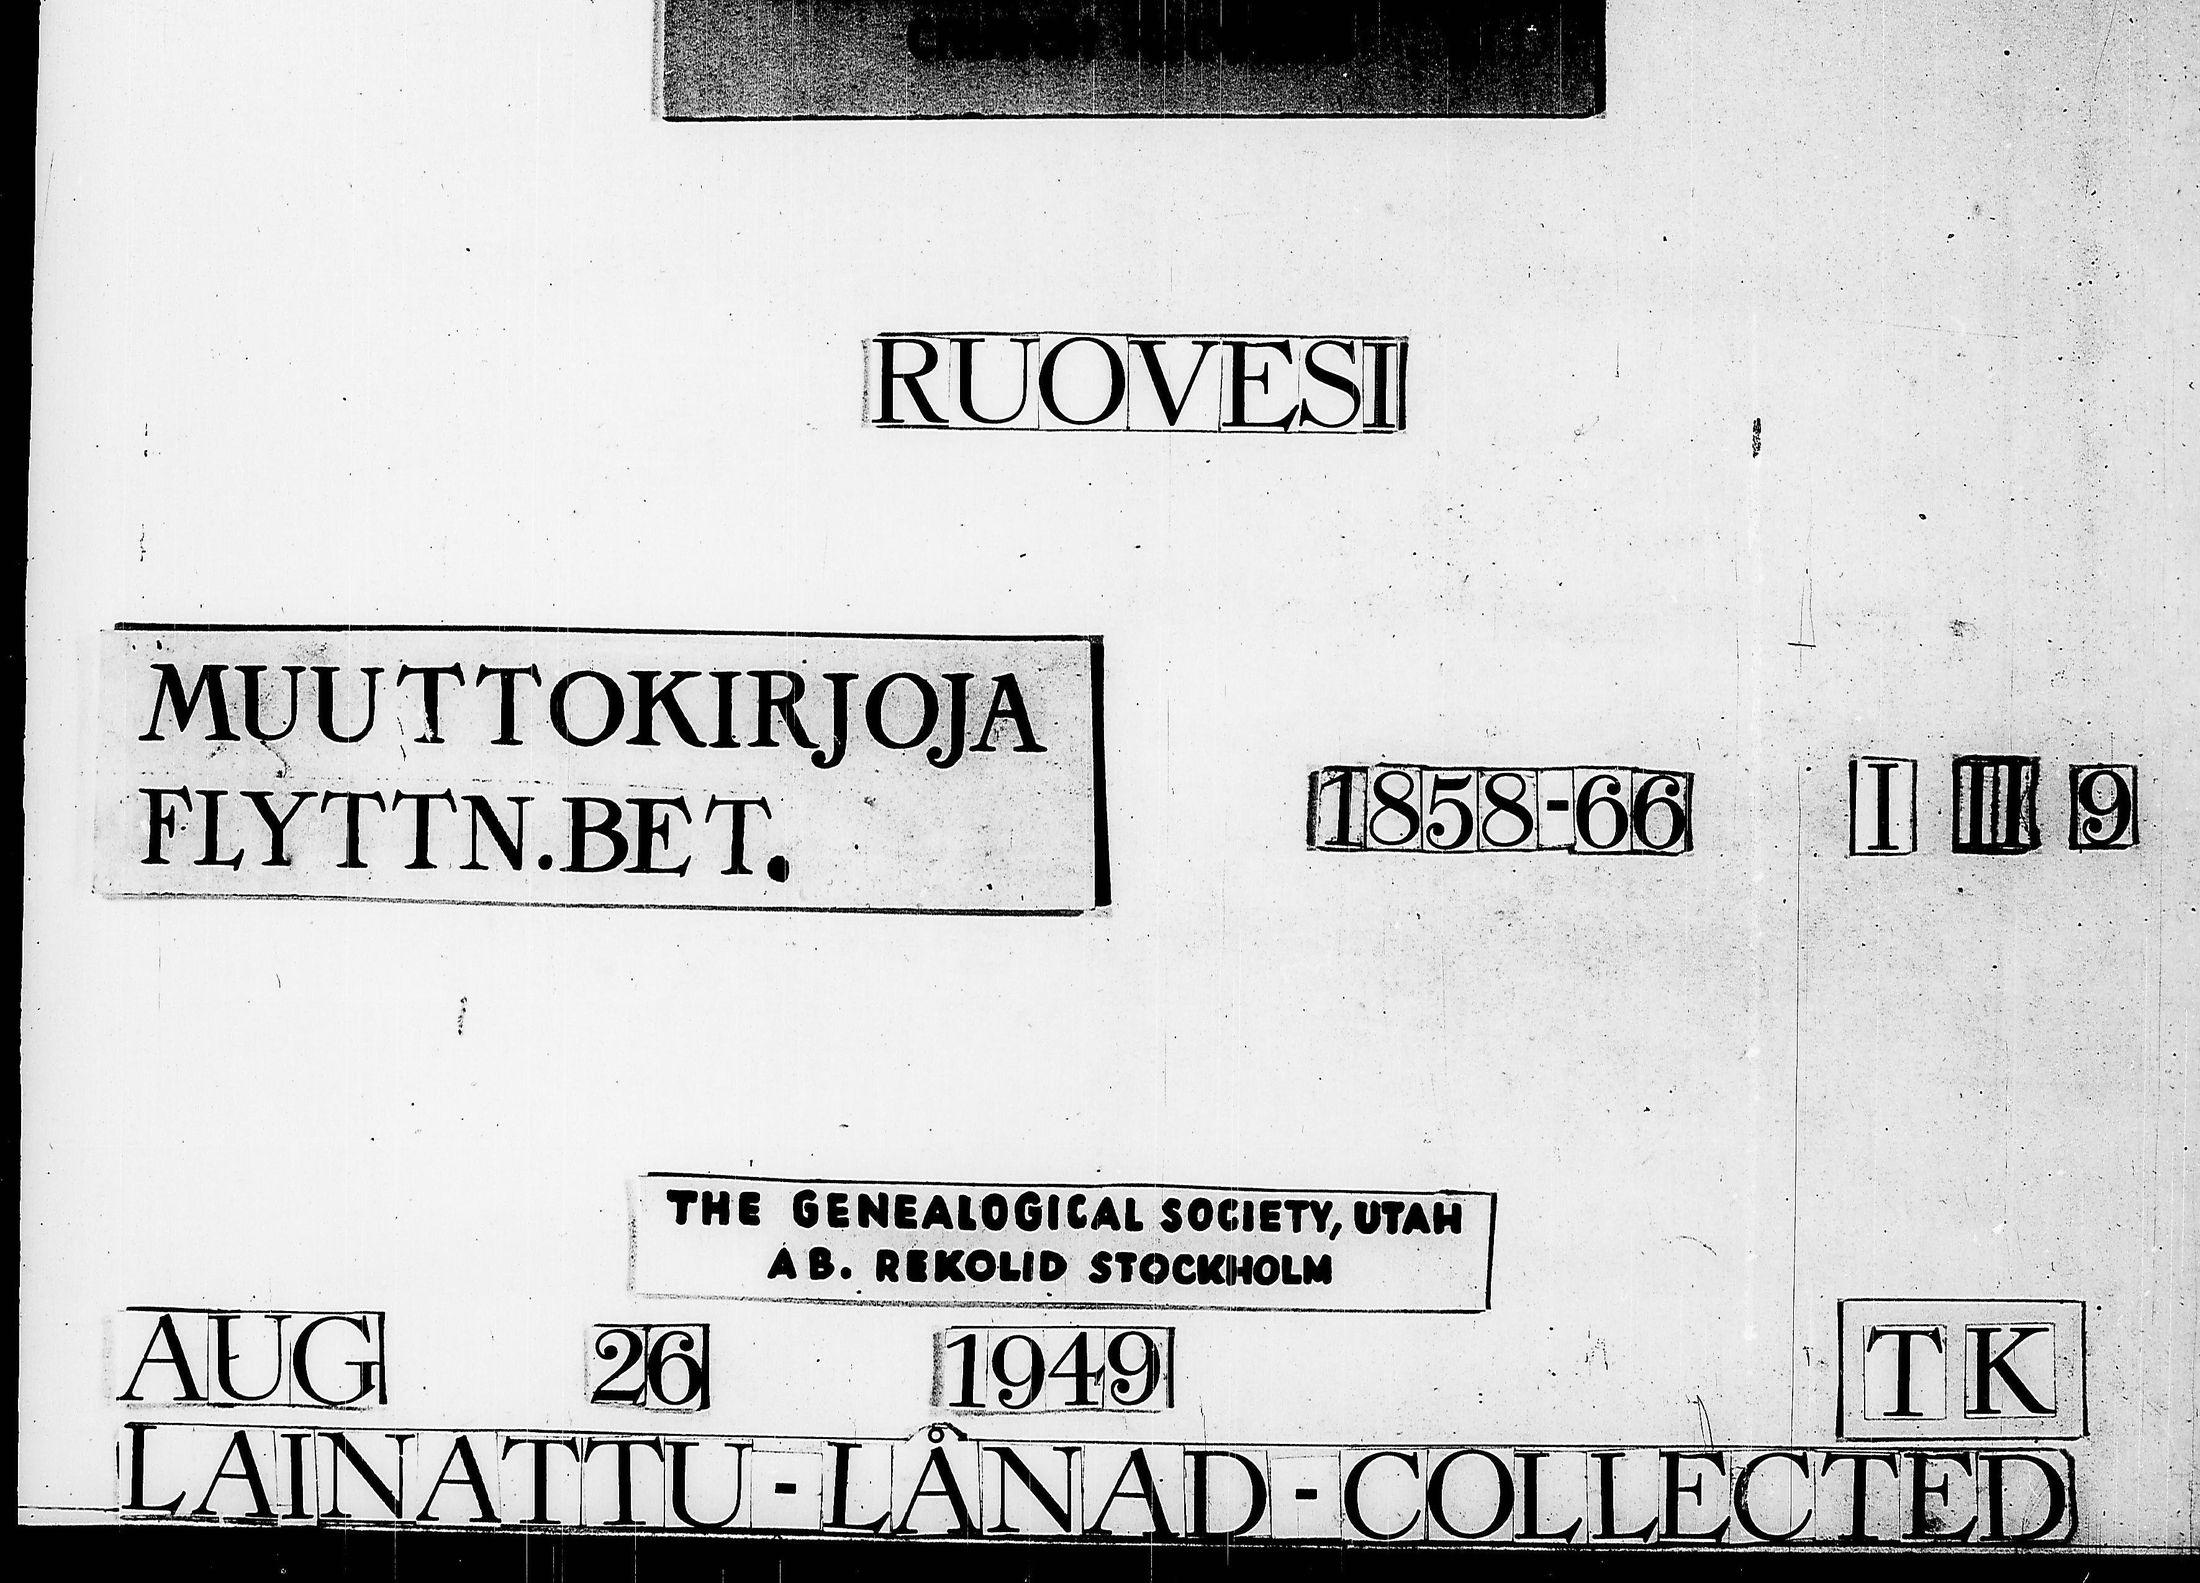 RUOVESI
MUUTTOKIRJOJA
FLYTTN.BET.
1858-66 I III 9
THE GENEALOGICAL SOCIETY, UTAH
AB. REKOLID STOCKHOLM
AUG 26 1949 TK
LAINATTU - LÅNAD - COLLECTED